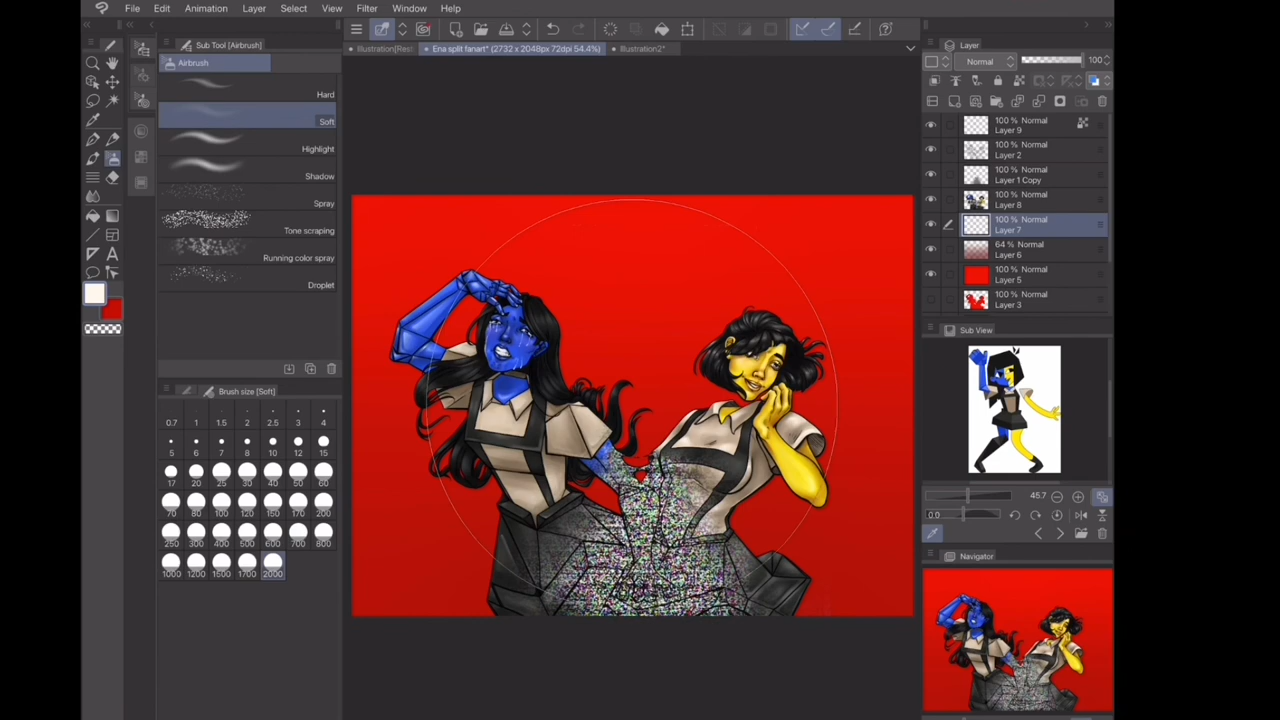 File Edit Animation Layer Select View Filter Window Help
Sub Tool [Airbrush]
Airbrush
Hard
Soft
Highlight
Shadow
Spray
Tone scraping
Running color spray
Droplet
Brush size [Soft]
0.7 1 1.5 2 2.5 3 4
5 6 7 8 10 12 15
17 20 25 30 40 50 60
70 80 100 120 150 170 200
250 300 400 500 600 700 800
1000 1200 1500 1700 2000
Illustration[Res
Ena split fanart* (2732 x 2048px 72dpi 54.4%)
Illustration2*
Layer
Normal 100
100 % Normal
Layer 9
100 % Normal
Layer 2
100 % Normal
Layer 1 Copy
100 % Normal
Layer 8
100 % Normal
Layer 7
64 % Normal
Layer 6
100 % Normal
Layer 5
100 % Normal
Layer 3
Sub View
45.7
0.0
Navigator